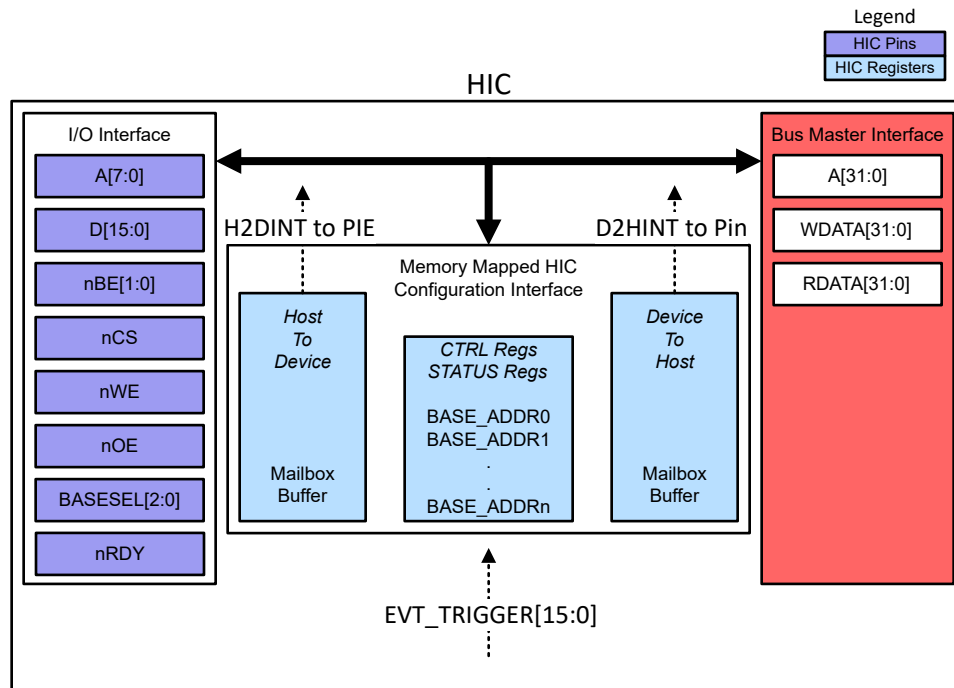 Legend
HIC Pins
HIC Registers
HIC
I/O Interface
A[7:0]
D[15:0]
nBE[1:0]
nCS
nWE
nOE
BASESEL[2:0]
nRDY
H2DINT to PIE
D2HINT to Pin
Memory Mapped HIC
Configuration Interface
Host
To
Device
Mailbox
Buffer
CTRL Regs
STATUS Regs
BASE_ADDR0
BASE_ADDR1
.
.
BASE_ADDRn
Device
To
Host
Mailbox
Buffer
EVT_TRIGGER[15:0]
Bus Master Interface
A[31:0]
WDATA[31:0]
RDATA[31:0]